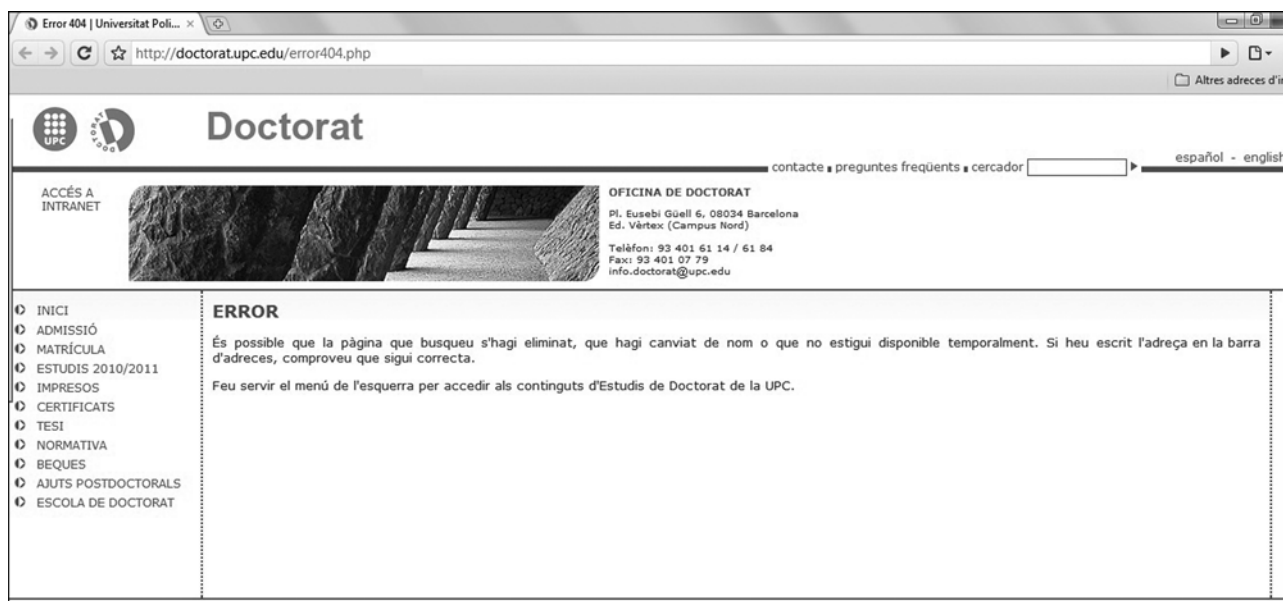 Error 404 | Universitat Poli...
http://doctorat.upc.edu/error404.php
Altres adreces d'in
UPC
DOCTORAT
Doctorat
contacte preguntes freqüents cercador
español - english
ACCÉS A
INTRANET
OFICINA DE DOCTORAT
Pl. Eusebi Güell 6, 08034 Barcelona
Ed. Vèrtex (Campus Nord)
Telèfon: 93 401 61 14 / 61 84
Fax: 93 401 07 79
info.doctorat@upc.edu
INICI
ADMISSIÓ
MATRÍCULA
ESTUDIS 2010/2011
IMPRESOS
CERTIFICATS
TESI
NORMATIVA
BEQUES
AJUTS POSTDOCTORALS
ESCOLA DE DOCTORAT
ERROR
És possible que la pàgina que busqueu s'hagi eliminat, que hagi canviat de nom o que no estigui disponible temporalment. Si heu escrit l'adreça en la barra
d'adreces, comproveu que sigui correcta.
Feu servir el menú de l'esquerra per accedir als continguts d'Estudis de Doctorat de la UPC.